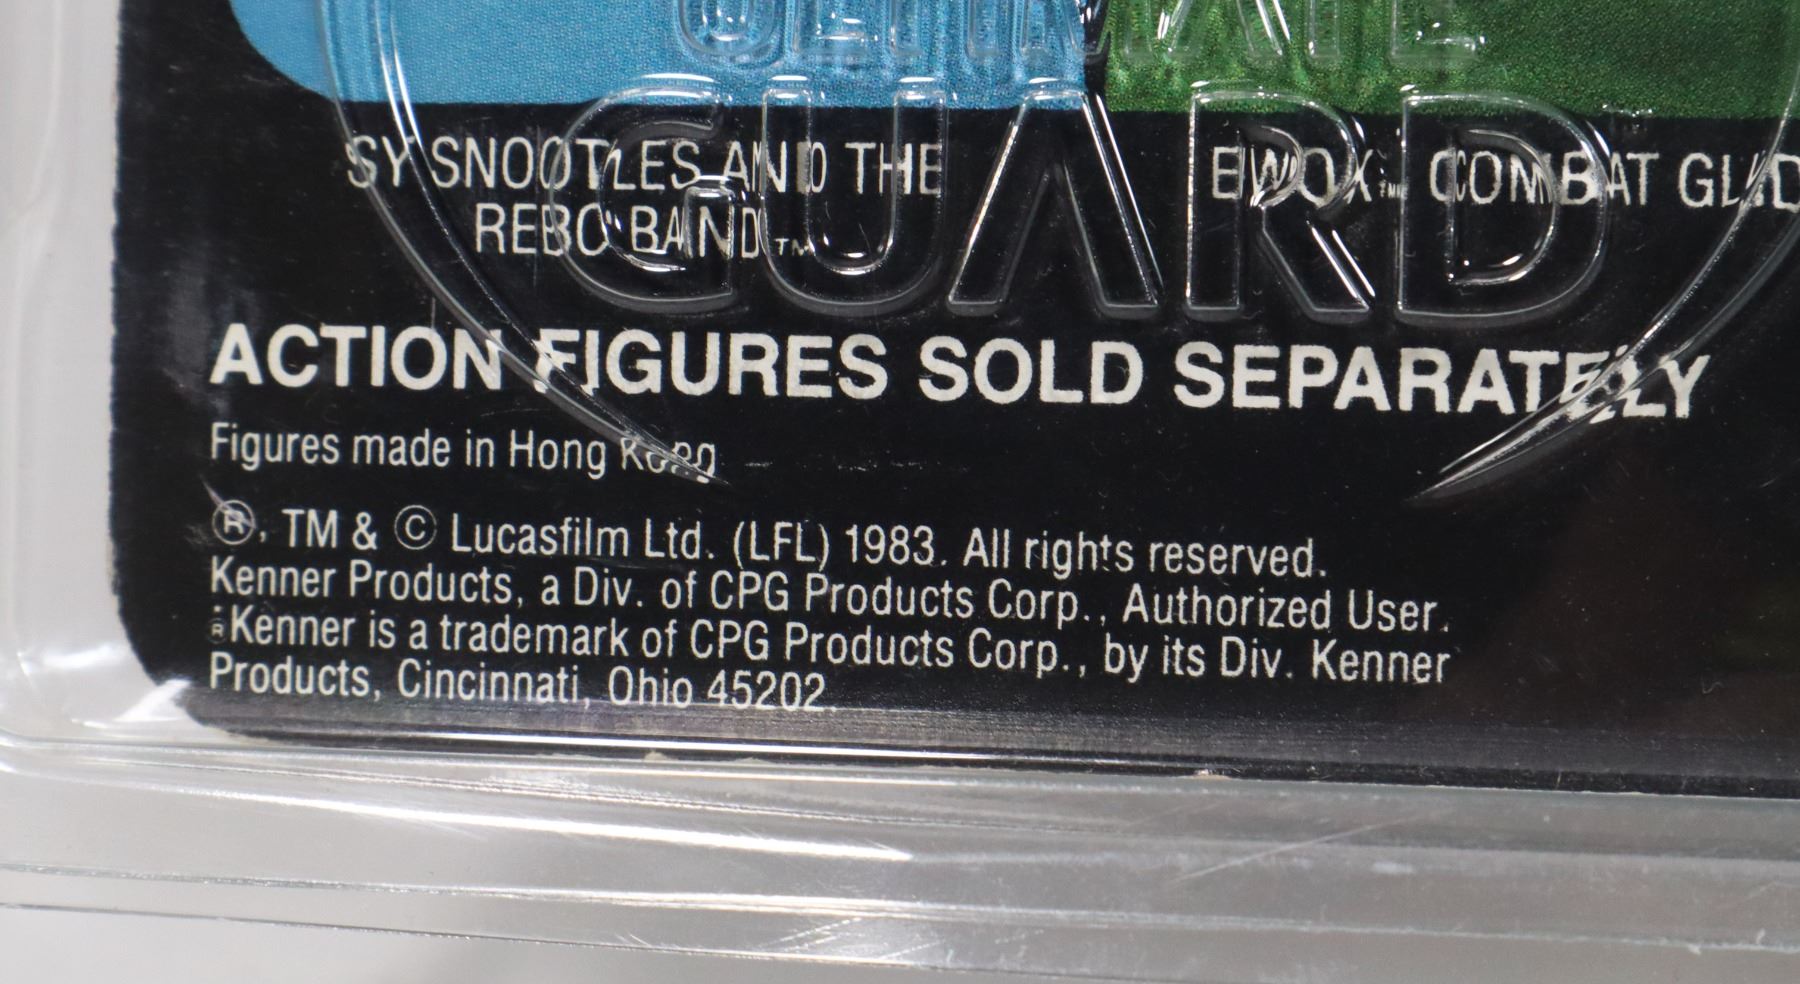 ULTIMATE
GUARD
SY SNOOTLES AND THE
REBO BAND™
EWOK™ COMBAT
ACTION FIGURES SOLD SEPARATELY
Figures made in Hong Kong
®, TM & © Lucasfilm Ltd. (LFL) 1983. All rights reserved.
Kenner Products, a Div. of CPG Products Corp., Authorized User.
®Kenner is a trademark of CPG Products Corp., by its Div. Kenner
Products, Cincinnati, Ohio 45202.